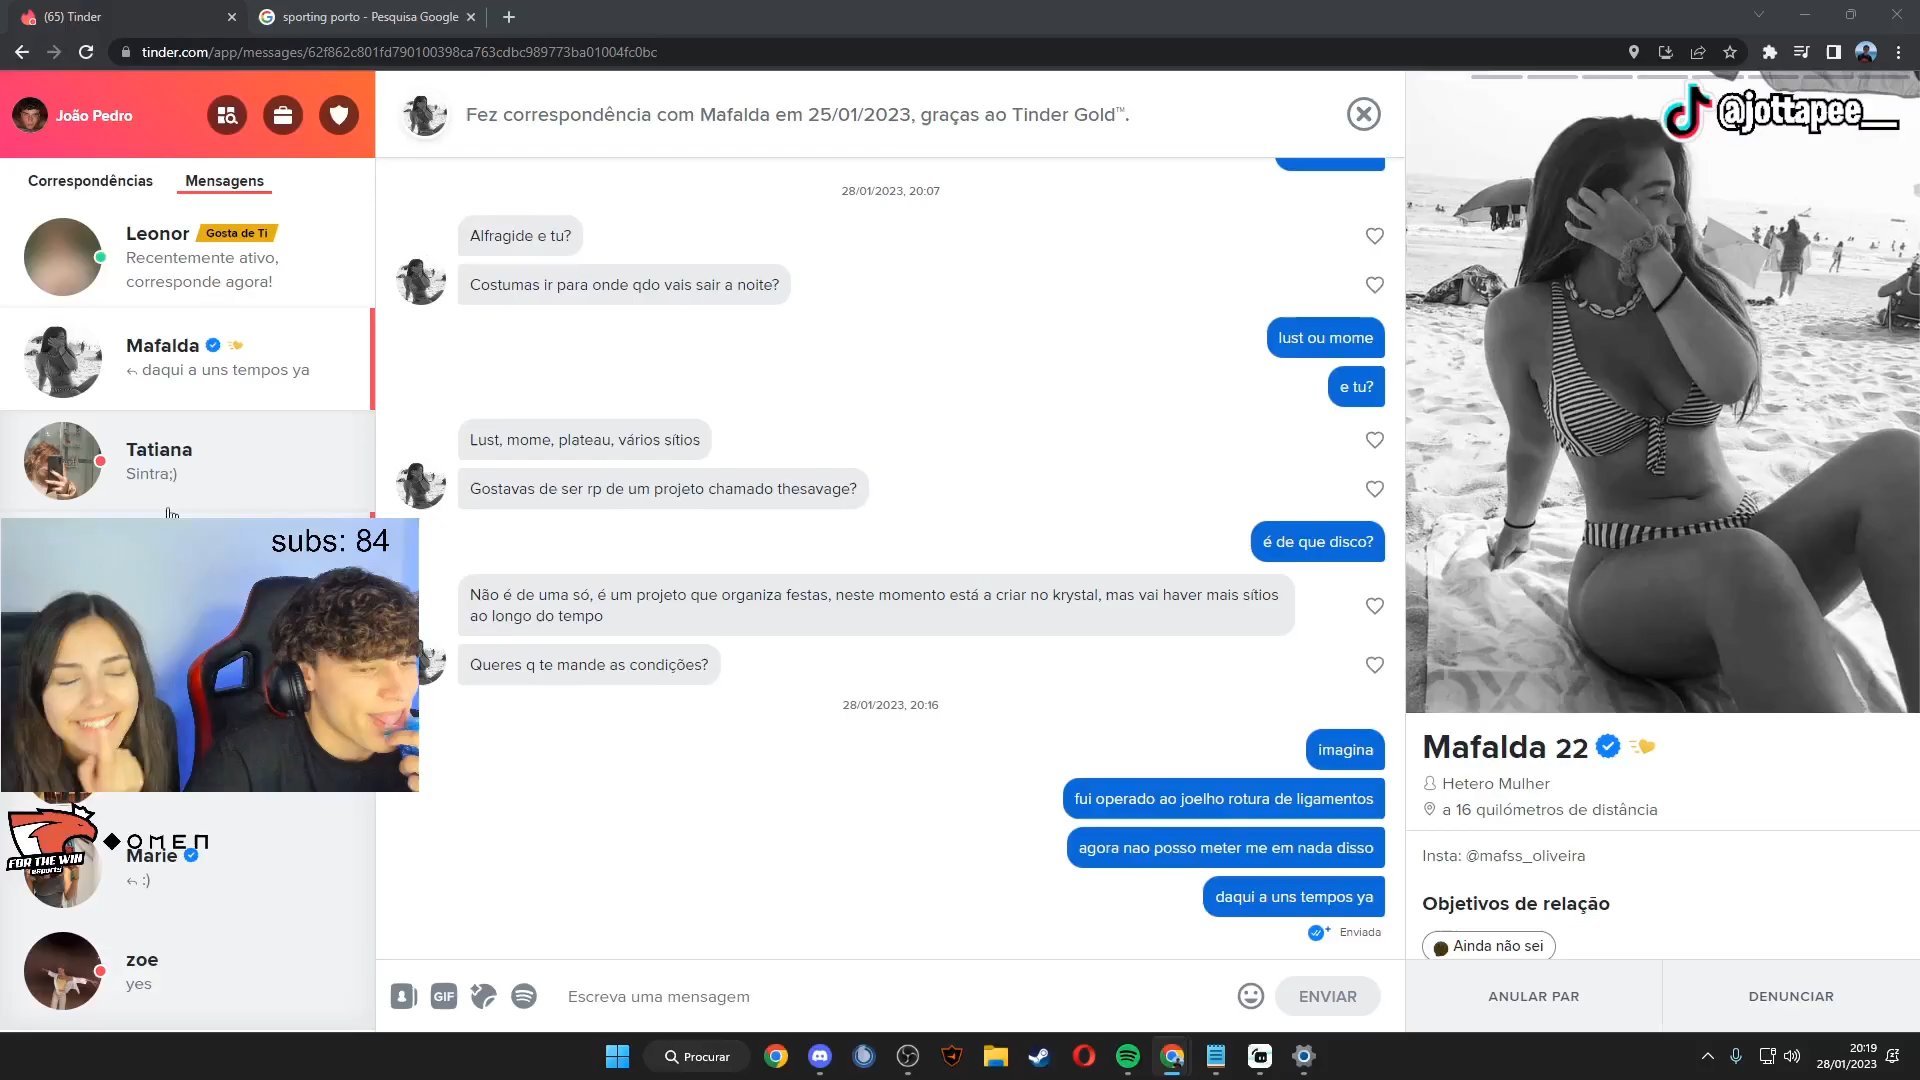 (65) Tinder
sporting porto - Pesquisa Google
tinder.com/app/messages/62f862c801fd790100398ca763cdbc989773ba01004fc0bc
João Pedro
Correspondências
Mensagens
Leonor
Gosta de Ti
Recentemente ativo,
corresponde agora!
Mafalda
daqui a uns tempos ya
Tatiana
Sintra;)
subs: 84
FOR THE WIN
esports
OMEN
Marie
:)
zoe
yes
Fez correspondência com Mafalda em 25/01/2023, graças ao Tinder Gold™.
28/01/2023, 20:07
Alfragide e tu?
Costumas ir para onde qdo vais sair a noite?
lust ou mome
e tu?
Lust, mome, plateau, vários sítios
Gostavas de ser rp de um projeto chamado thesavage?
é de que disco?
Não é de uma só, é um projeto que organiza festas, neste momento está a criar no krystal, mas vai haver mais sítios
ao longo do tempo
Queres q te mande as condições?
28/01/2023, 20:16
imagina
fui operado ao joelho rotura de ligamentos
agora nao posso meter me em nada disso
daqui a uns tempos ya
Enviada
GIF
Escreva uma mensagem
ENVIAR
@jottapee__
Mafalda 22
Hetero Mulher
a 16 quilómetros de distância
Insta: @mafss_oliveira
Objetivos de relação
Ainda não sei
ANULAR PAR
DENUNCIAR
Procurar
20:19
28/01/2023